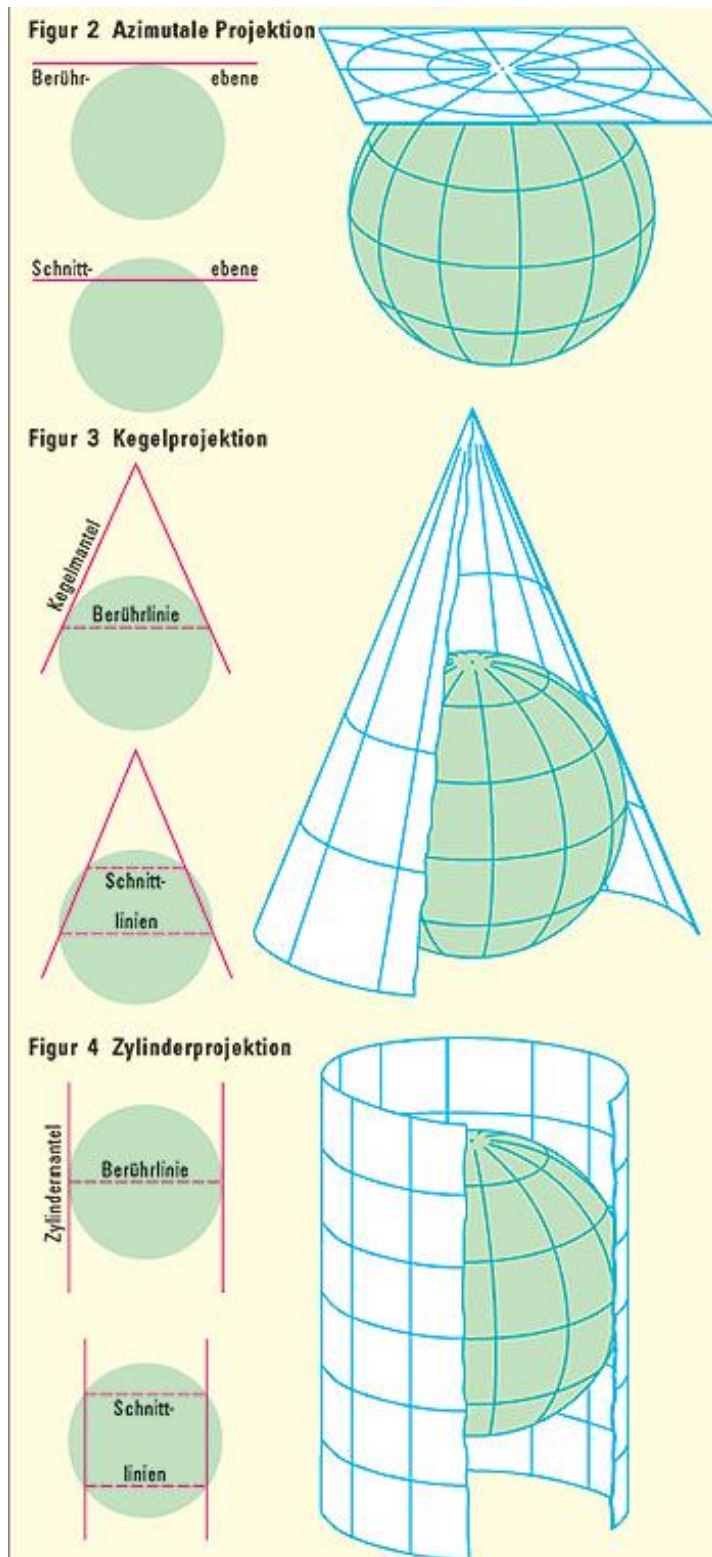 Figur 2 Azimutale Projektion
Berühr- ebene
Schnitt- ebene
Figur 3 Kegelprojektion
Kegelmantel
Berührlinie
Schnitt-
linien
Figur 4 Zylinderprojektion
Zylindermantel
Berührlinie
Schnitt-
linien